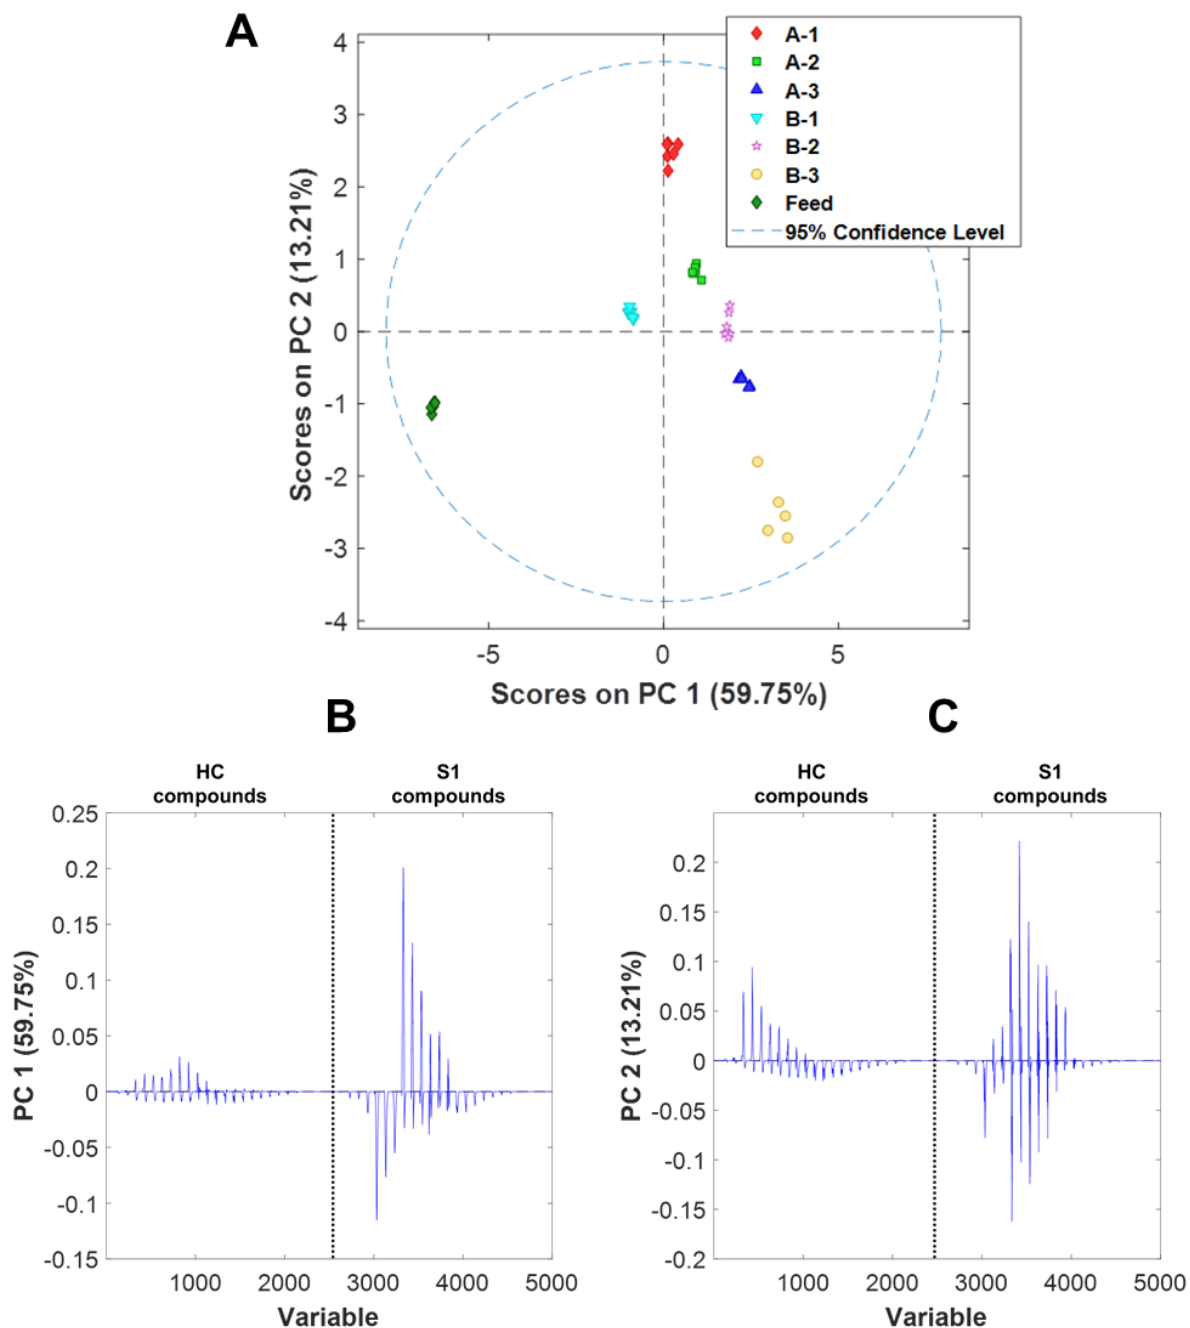 A
4
3
2
1
0
-1
-2
-3
-4
Scores on PC 2 (13.21%)
A-1
A-2
A-3
B-1
B-2
B-3
Feed
95% Confidence Level
-5
0
5
Scores on PC 1 (59.75%)
B
HC
compounds
S1
compounds
0.25
0.2
0.15
0.1
0.05
0
-0.05
-0.1
-0.15
PC 1 (59.75%)
1000
2000
3000
4000
5000
Variable
C
HC
compounds
S1
compounds
0.2
0.15
0.1
0.05
0
-0.05
-0.1
-0.15
-0.2
PC 2 (13.21%)
1000
2000
3000
4000
5000
Variable